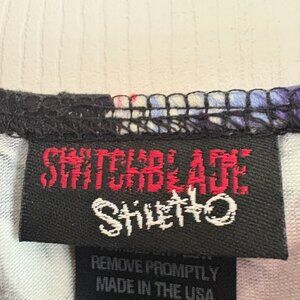 SWITCHBLADE
Stiletto
REMOVE PROMPTLY
MADE IN THE USA